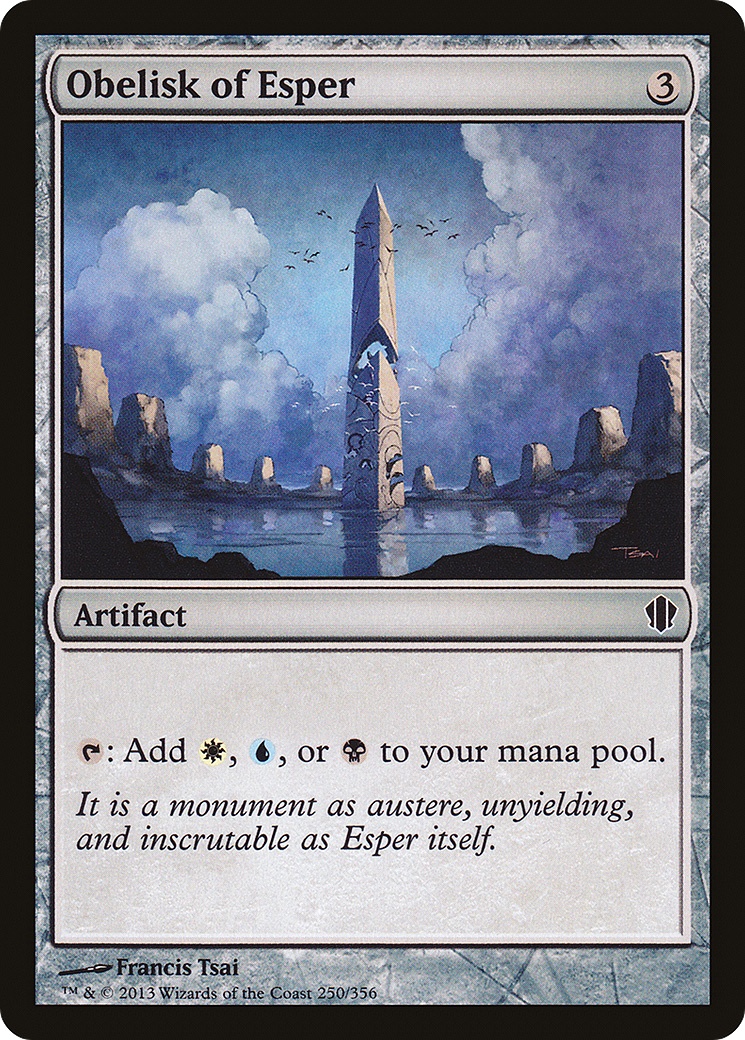 Obelisk of Esper 3
TSAI
Artifact
: Add , , or to your mana pool.
It is a monument as austere, unyielding,
and inscrutable as Esper itself.
Francis Tsai
™ & © 2013 Wizards of the Coast 250/356